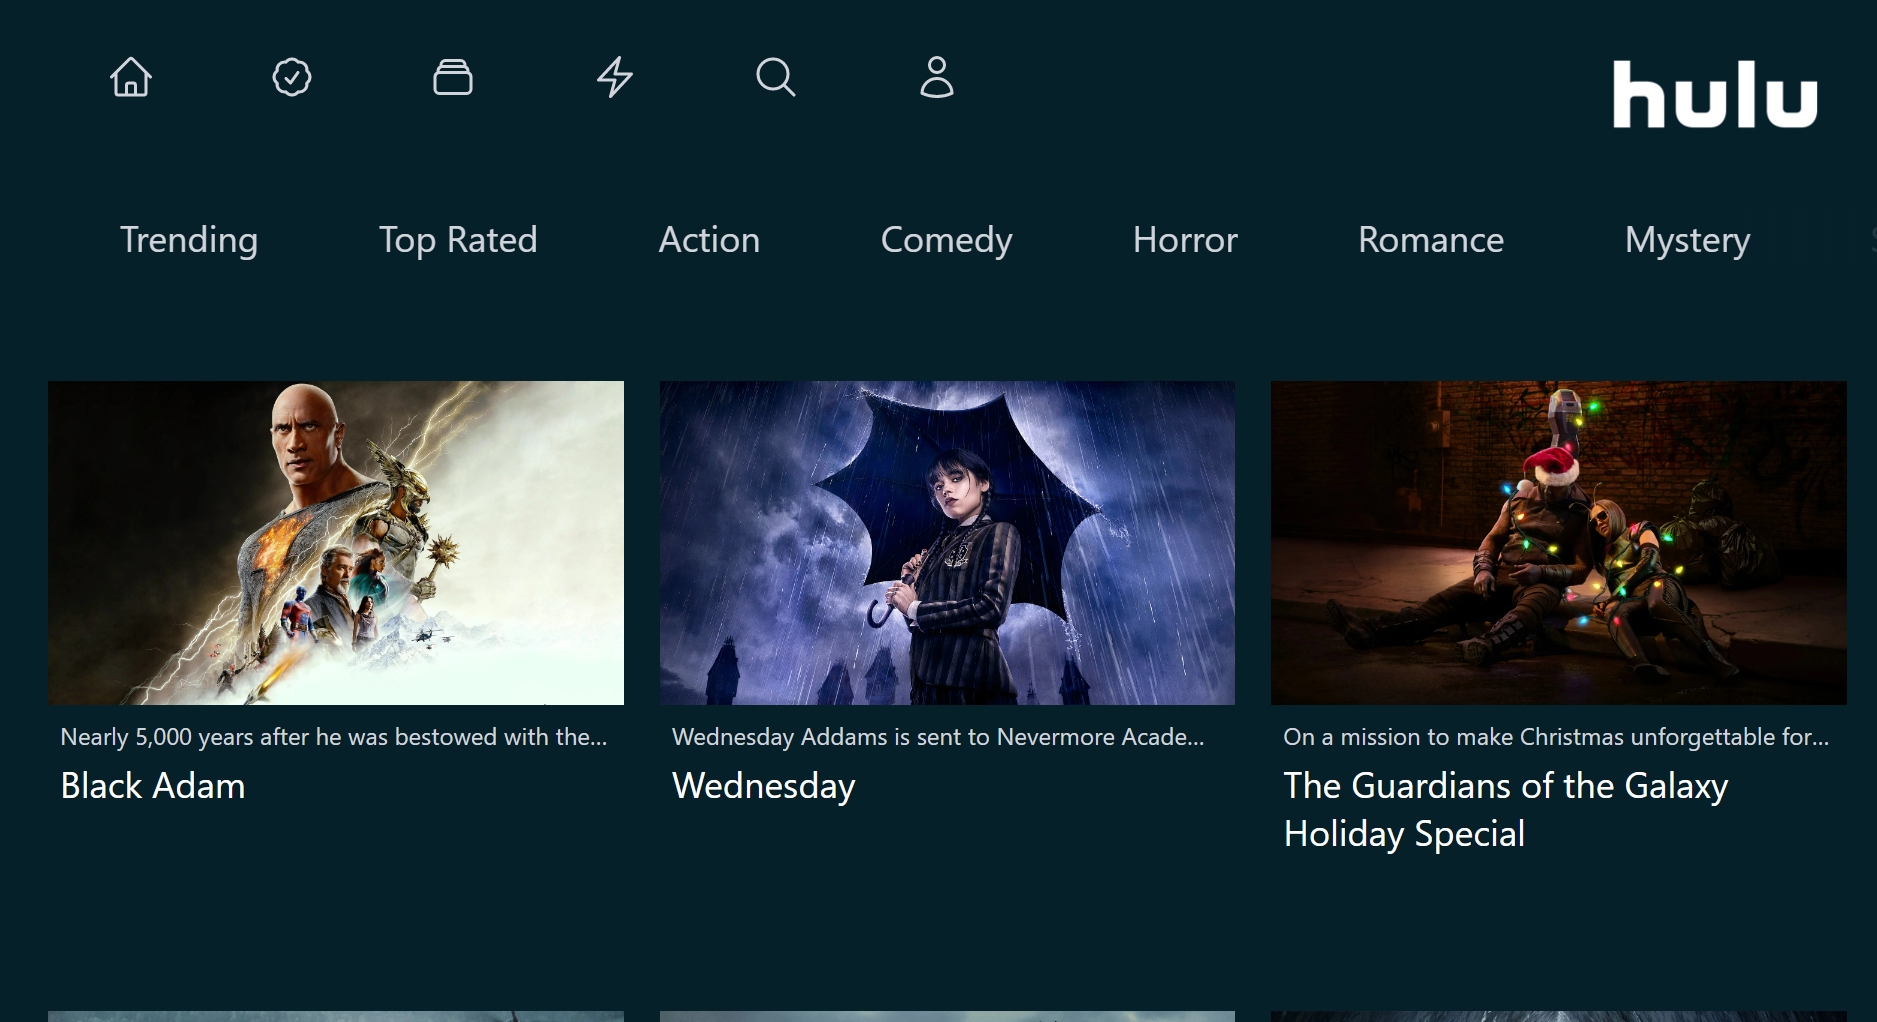 hulu
Trending
Top Rated
Action
Comedy
Horror
Romance
Mystery
Nearly 5,000 years after he was bestowed with the...
Black Adam
Wednesday Addams is sent to Nevermore Acade...
Wednesday
On a mission to make Christmas unforgettable for...
The Guardians of the Galaxy
Holiday Special